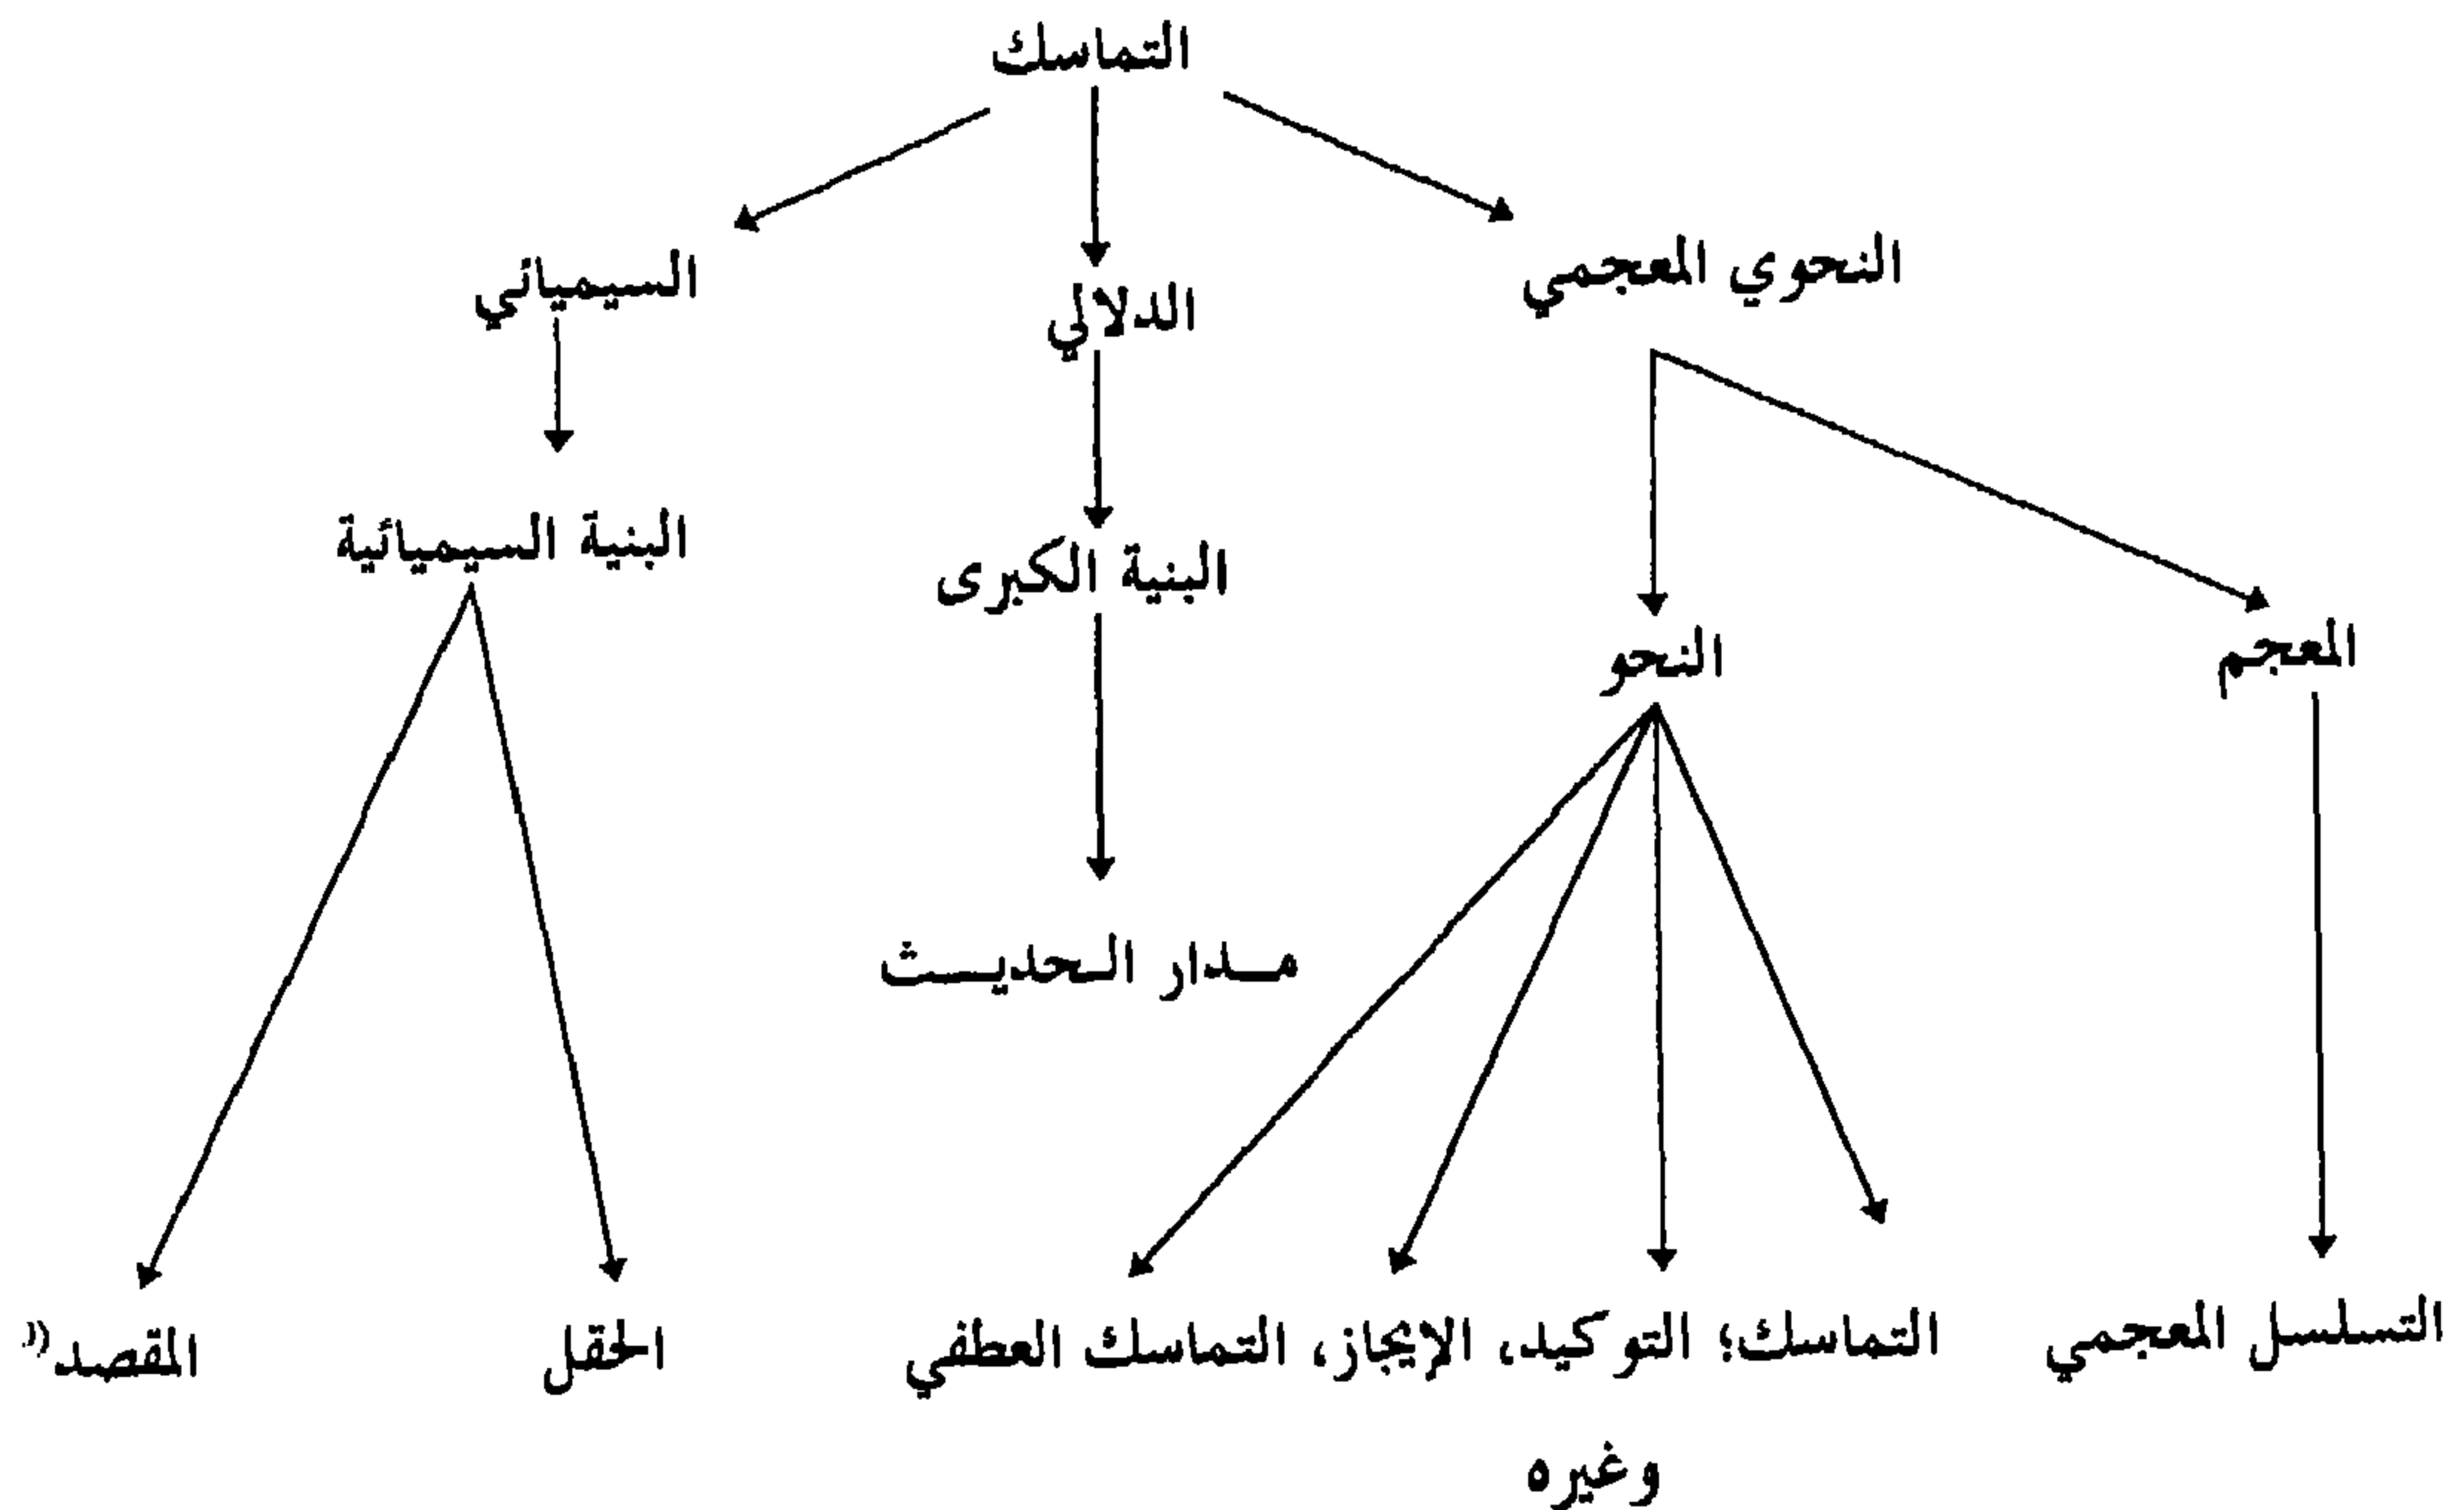 التماسك
النحوي المعجمي
الدلالي
السيميائي
البنية الكبرى
البنية السيميائية
المعجم
النحو
مدار الحديث
التسلسل المعجمي
التماسك؛ التوكيد، الإيجاز، التماسك العطفي
وغيره
الحقل
المقصد»